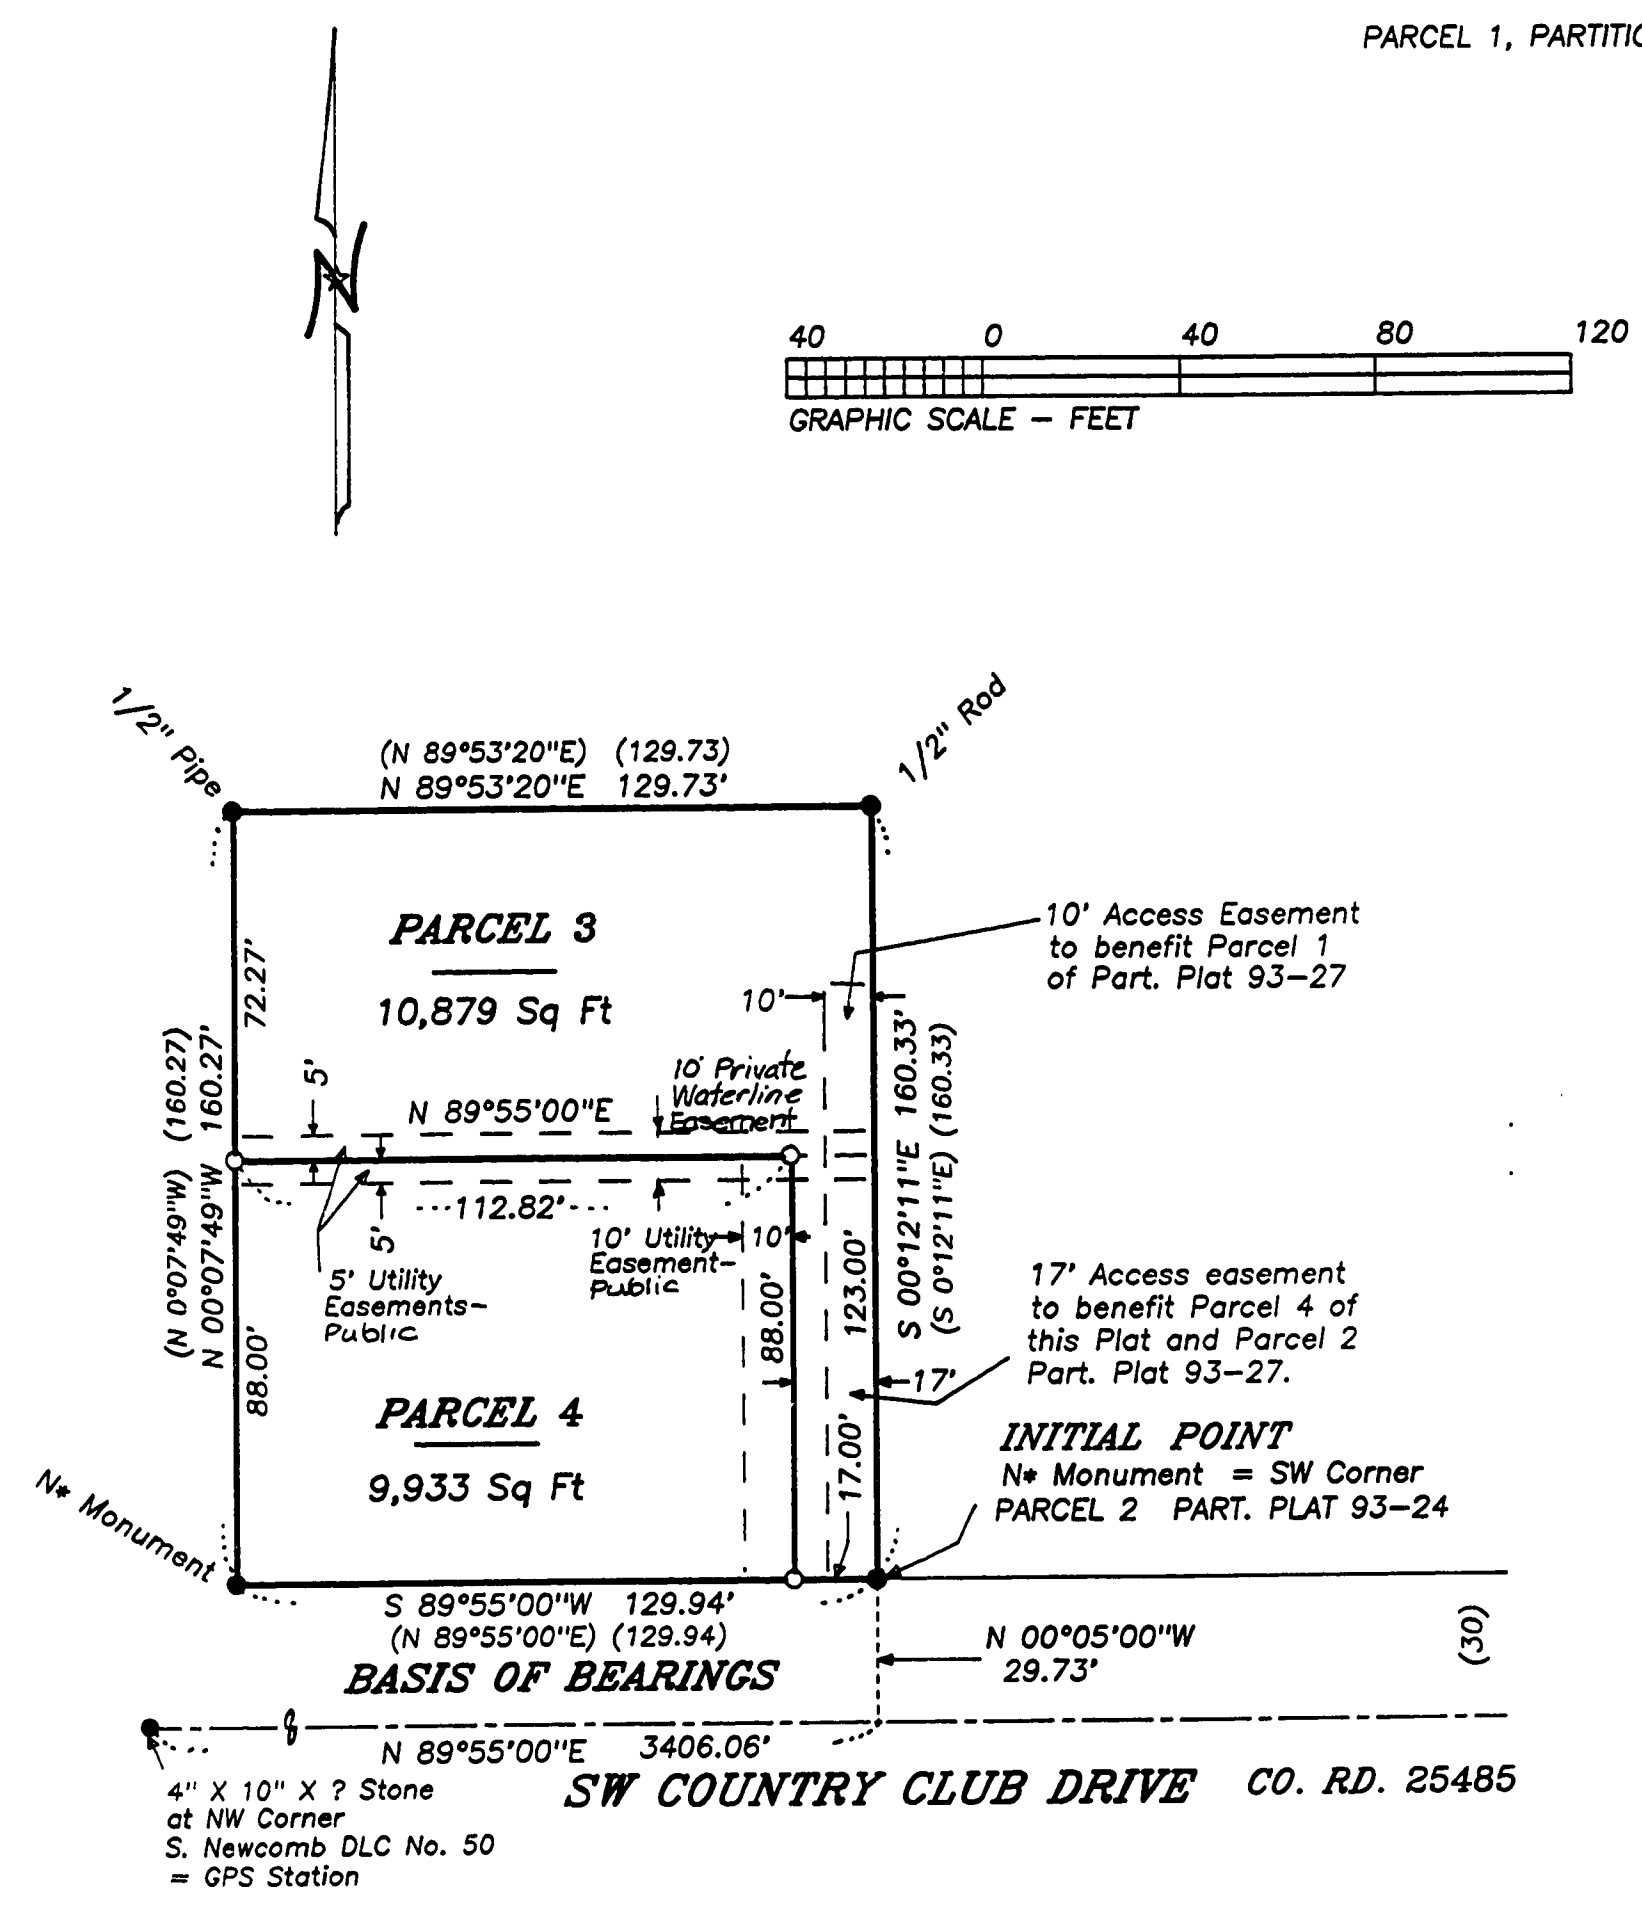 PARCEL 1, PARTITIO
N
40 0 40 80 120
GRAPHIC SCALE – FEET
1/2" Pipe
1/2" Rod
(N 89°53'20"E) (129.73)
N 89°53'20"E 129.73'
PARCEL 3
10,879 Sq Ft
72.27'
(160.27)
160.27'
(N 0°07'49"W)
N 00°07'49"W
10' Access Easement
to benefit Parcel 1
of Part. Plat 93–27
10'
S 00°12'11"E 160.33'
(S 0°12'11"E) (160.33)
5'
10' Private
Waterline
Easement
N 89°55'00"E
112.82'
5'
5' Utility
Easements–
Public
10' Utility
Easement–
Public
10'
88.00'
123.00'
88.00'
17' Access easement
to benefit Parcel 4 of
this Plat and Parcel 2
Part. Plat 93–27.
17'
17.00'
PARCEL 4
9,933 Sq Ft
INITIAL POINT
N* Monument = SW Corner
PARCEL 2 PART. PLAT 93–24
N* Monument
S 89°55'00"W 129.94'
(N 89°55'00"E) (129.94)
BASIS OF BEARINGS
N 00°05'00"W
29.73'
(30)
N 89°55'00"E 3406.06'
SW COUNTRY CLUB DRIVE CO. RD. 25485
4" X 10" X ? Stone
at NW Corner
S. Newcomb DLC No. 50
= GPS Station